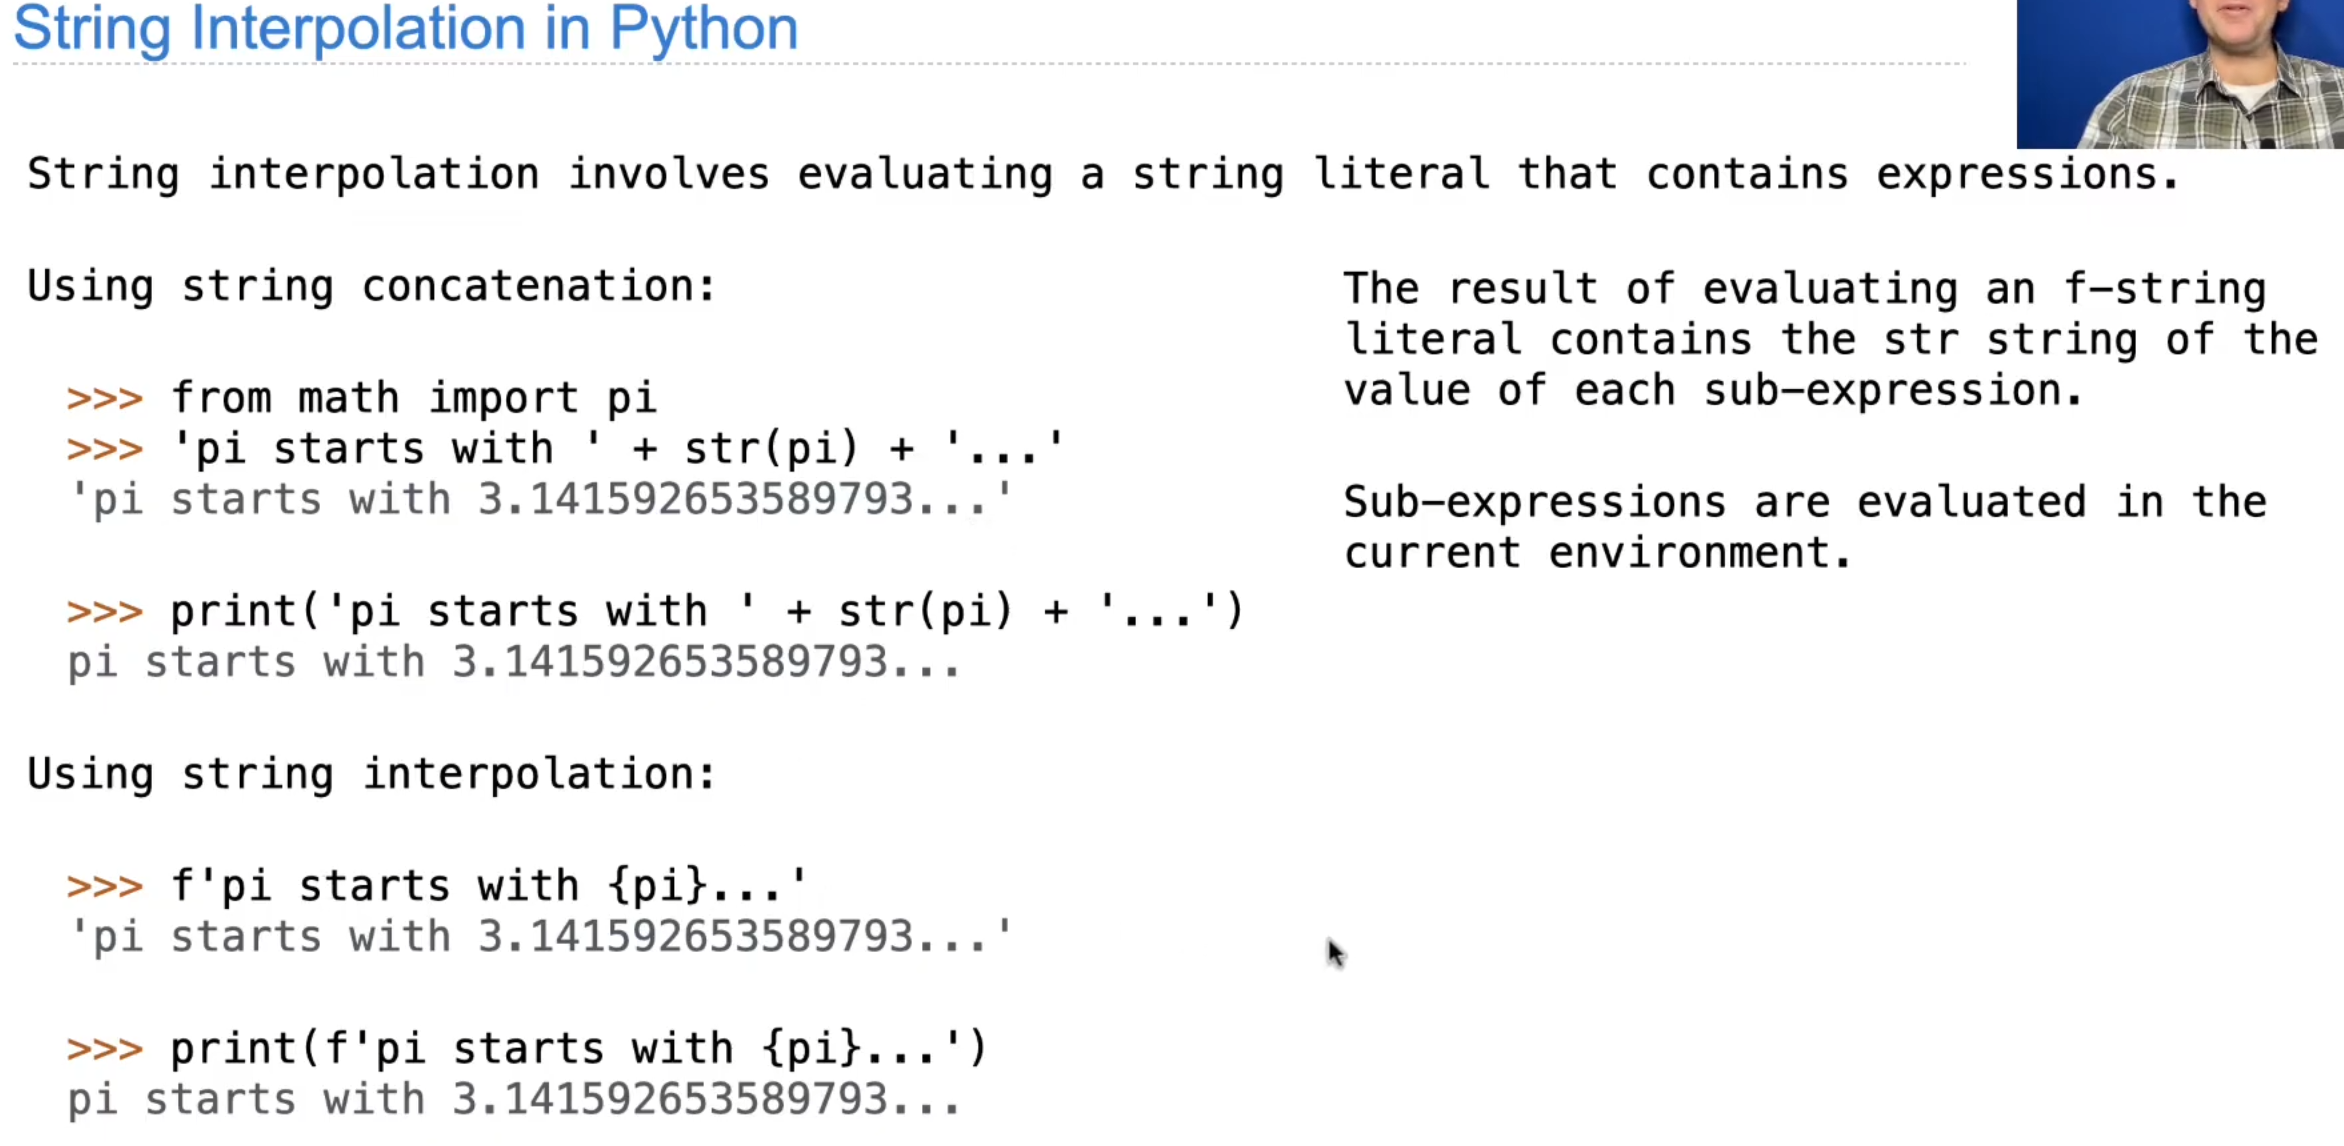 String Interpolation in Python
String interpolation involves evaluating a string literal that contains expressions.
Using string concatenation:
>>> from math import pi
>>> 'pi starts with ' + str(pi) + '...'
'pi starts with 3.141592653589793...'
>>> print('pi starts with ' + str(pi) + '...')
pi starts with 3.141592653589793...
Using string interpolation:
>>> f'pi starts with {pi}...'
'pi starts with 3.141592653589793...'
>>> print(f'pi starts with {pi}...')
pi starts with 3.141592653589793...
The result of evaluating an f-string
literal contains the str string of the
value of each sub-expression.
Sub-expressions are evaluated in the
current environment.